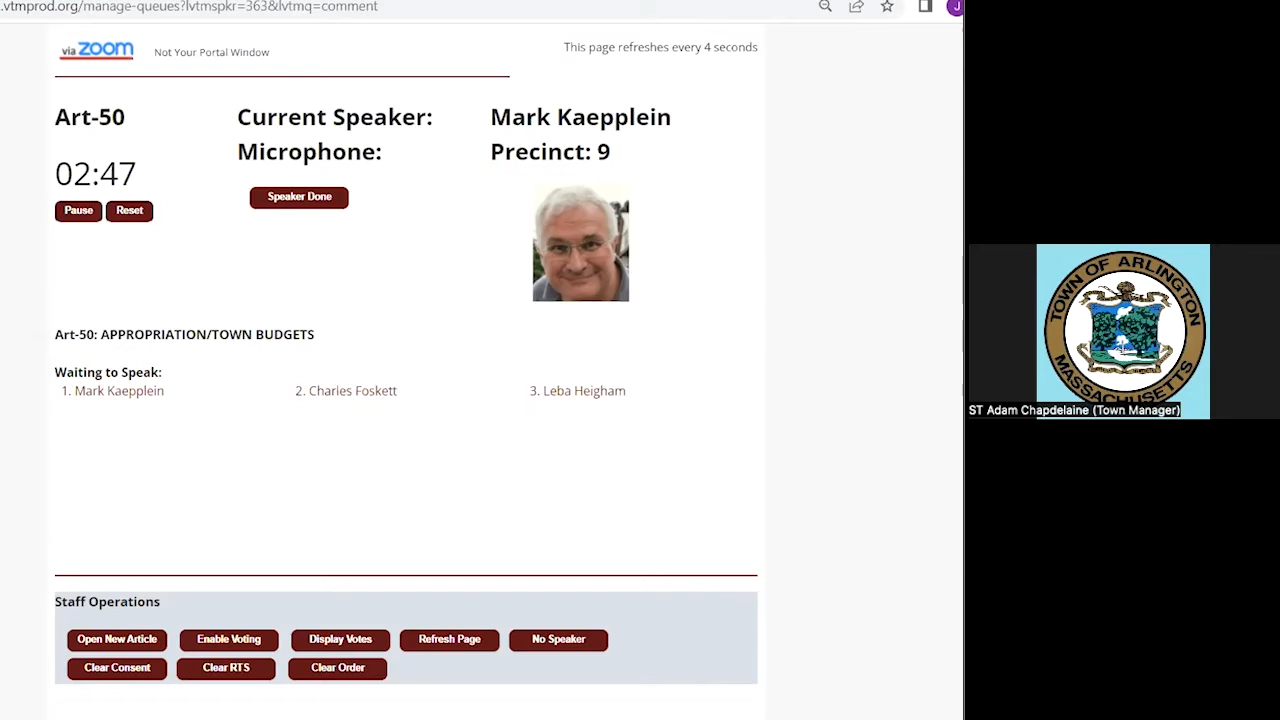 .vtmprod.org/manage-queues?lvtmspkr=363&lvtmq=comment
J
via zoom
Not Your Portal Window
This page refreshes every 4 seconds
Art-50
Current Speaker:
Mark Kaepplein
Microphone:
Precinct: 9
02:47
Pause
Reset
Speaker Done
Art-50: APPROPRIATION/TOWN BUDGETS
Waiting to Speak:
1. Mark Kaepplein
2. Charles Foskett
3. Leba Heigham
Staff Operations
Open New Article
Enable Voting
Display Votes
Refresh Page
No Speaker
Clear Consent
Clear RTS
Clear Order
TOWN OF ARLINGTON
MASSACHUSETTS
ST Adam Chapdelaine (Town Manager)